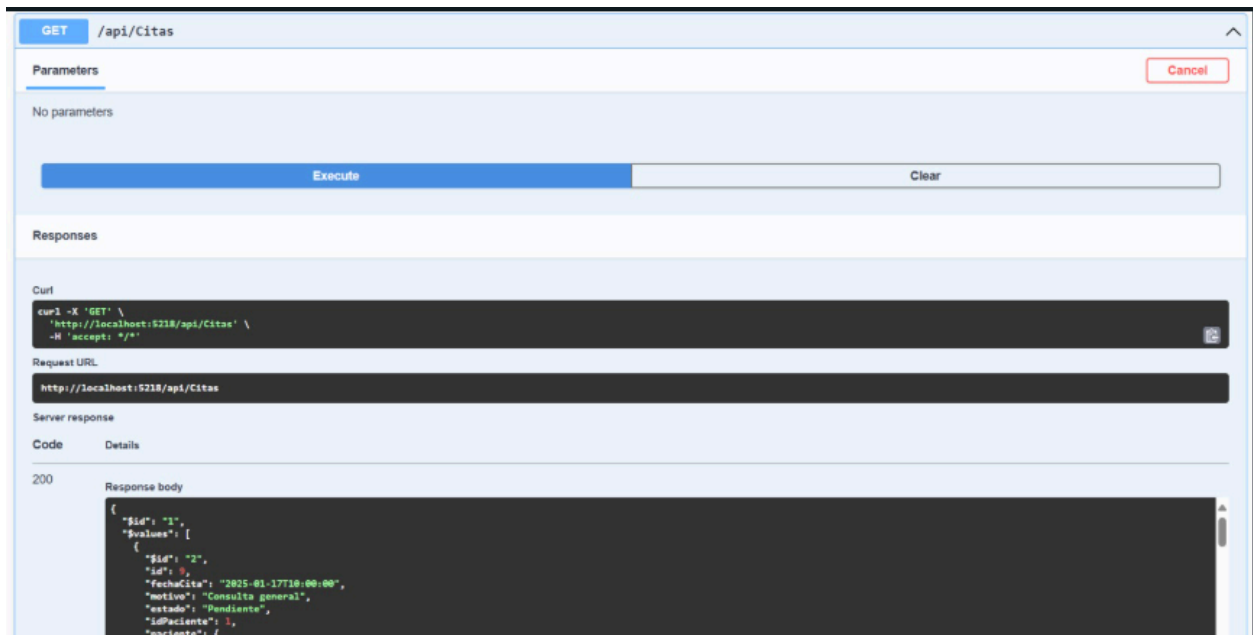 GET /api/Citas
Parameters
Cancel
No parameters
Execute
Clear
Responses
Curl
curl -X 'GET' \
'http://localhost:5218/api/Citas' \
-H 'accept: */*'
Request URL
http://localhost:5218/api/Citas
Server response
Code Details
200
Response body
{
"$id": "1",
"$values": [
{
"$id": "2",
"id": 9,
"fechaCita": "2025-01-17T10:00:00",
"motivo": "Consulta general",
"estado": "Pendiente",
"idPaciente": 1,
"paciente": {